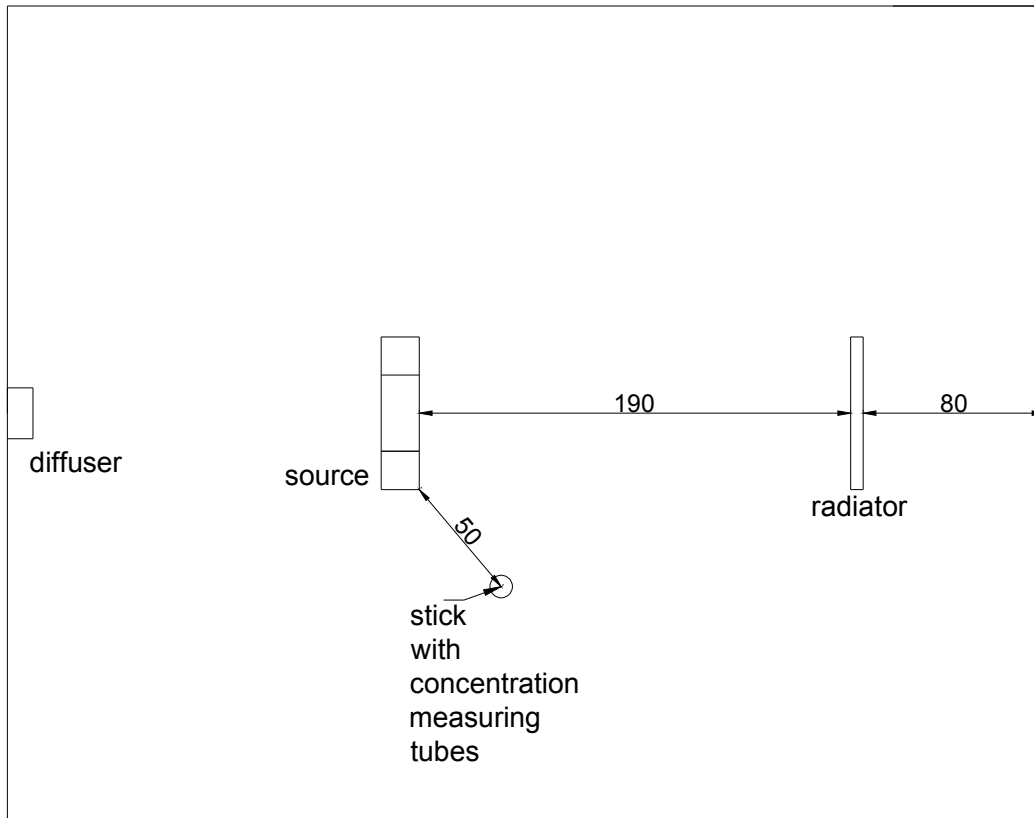 190
80
diffuser
source
radiator
50
stick
with
concentration
measuring
tubes